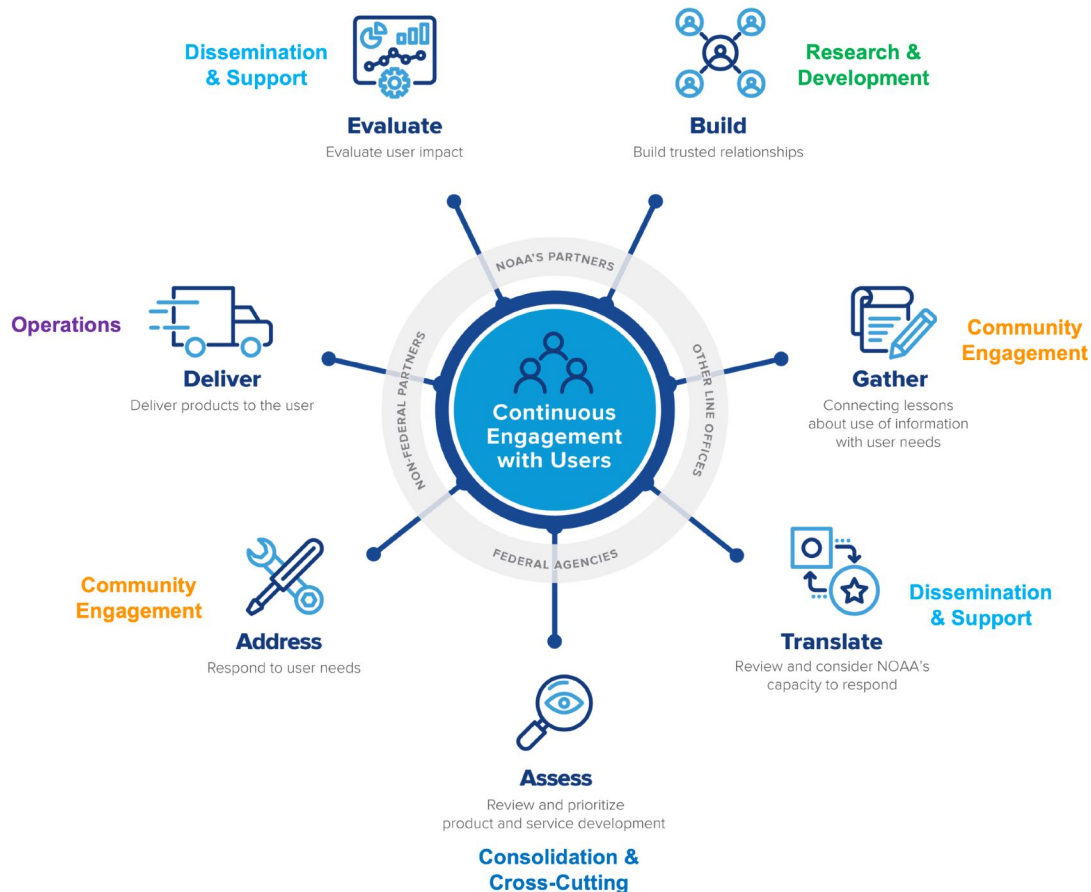 Dissemination
& Support
Evaluate
Evaluate user impact
Research &
Development
Build
Build trusted relationships
NOAA'S PARTNERS
OTHER LINE OFFICES
FEDERAL AGENCIES
NON-FEDERAL PARTNERS
Continuous
Engagement
with Users
Operations
Deliver
Deliver products to the user
Community
Engagement
Gather
Connecting lessons
about use of information
with user needs
Community
Engagement
Address
Respond to user needs
Dissemination
& Support
Translate
Review and consider NOAA's
capacity to respond
Assess
Review and prioritize
product and service development
Consolidation &
Cross-Cutting